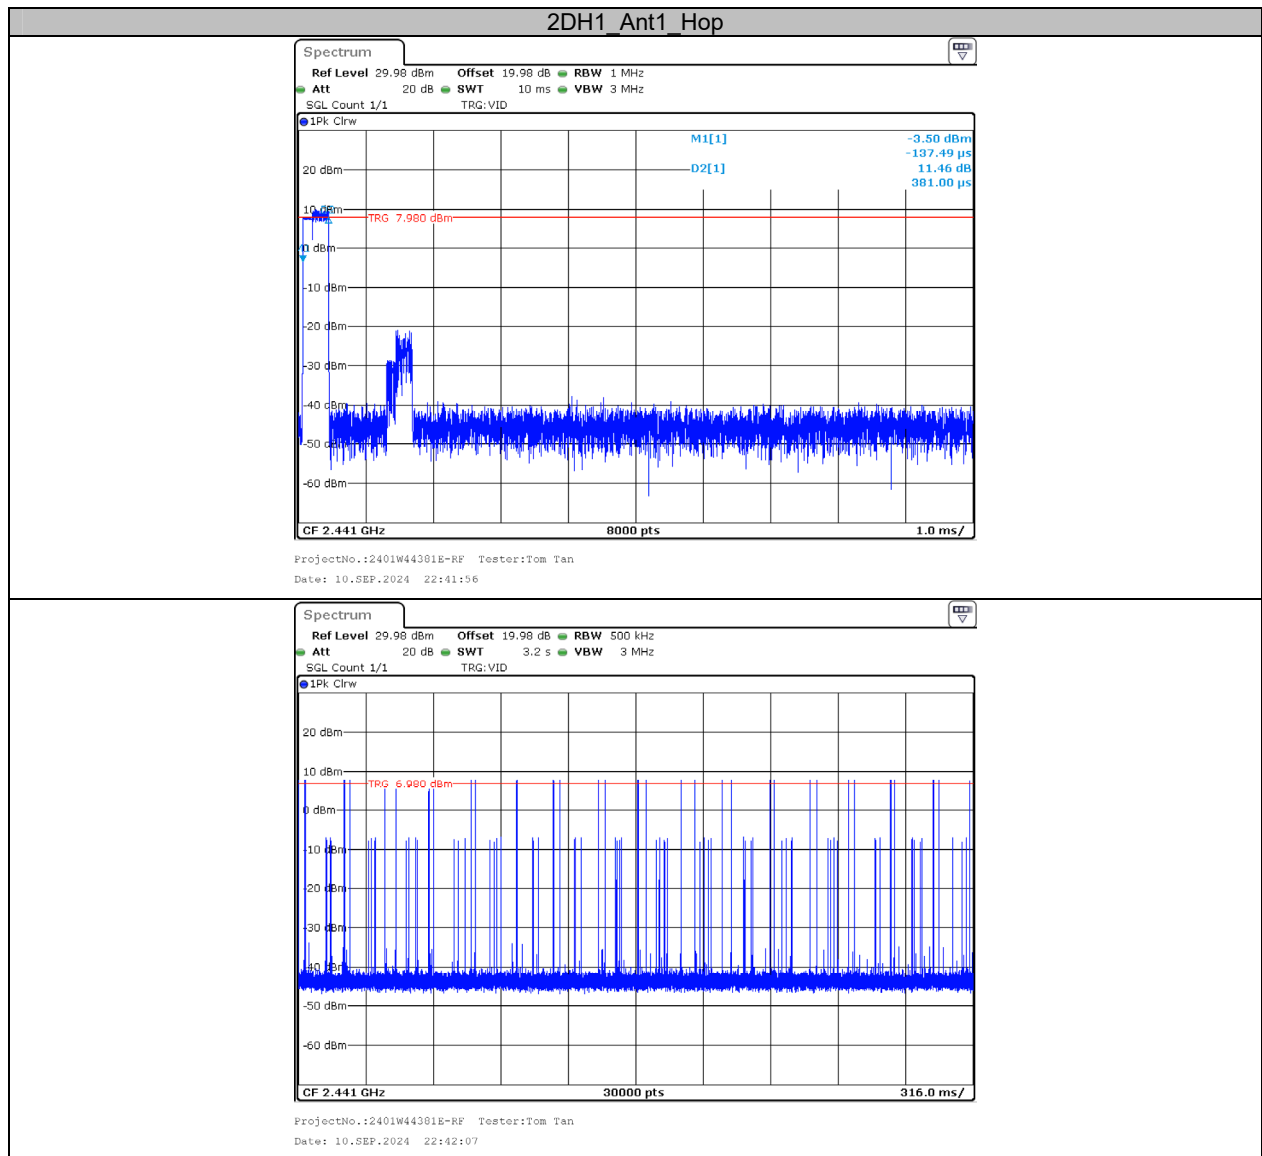 2DH1_Ant1_Hop
Spectrum
Ref Level 29.98 dBm Offset 19.98 dB RBW 1 MHz
Att 20 dB SWT 10 ms VBW 3 MHz
SGL Count 1/1 TRG:VID
1Pk Clrw
M1[1] -3.50 dBm
-137.49 µs
D2[1] 11.46 dB
381.00 µs
20 dBm
10 dBm
TRG 7.980 dBm
0 dBm
-10 dBm
-20 dBm
-30 dBm
-40 dBm
-50 dBm
-60 dBm
CF 2.441 GHz 8000 pts 1.0 ms/
ProjectNo.:2401W44381E-RF Tester:Tom Tan
Date: 10.SEP.2024 22:41:56
Spectrum
Ref Level 29.98 dBm Offset 19.98 dB RBW 500 kHz
Att 20 dB SWT 3.2 s VBW 3 MHz
SGL Count 1/1 TRG:VID
1Pk Clrw
20 dBm
10 dBm
TRG 6.980 dBm
0 dBm
-10 dBm
-20 dBm
-30 dBm
-40 dBm
-50 dBm
-60 dBm
CF 2.441 GHz 30000 pts 316.0 ms/
ProjectNo.:2401W44381E-RF Tester:Tom Tan
Date: 10.SEP.2024 22:42:07